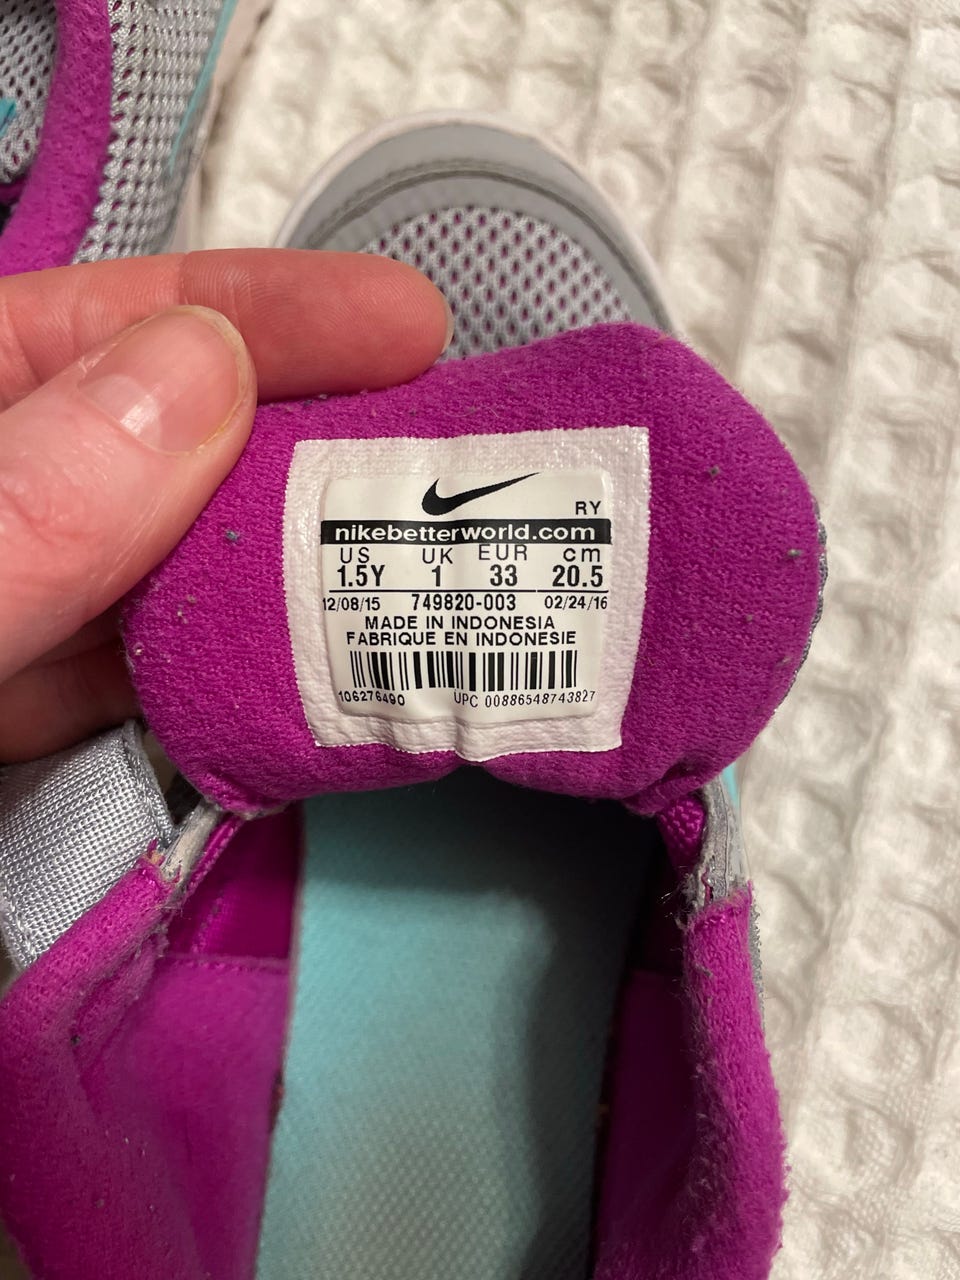 RY
nikebetterworld.com
US UK EUR cm
1.5Y 1 33 20.5
12/08/15 749820-003 02/24/16
MADE IN INDONESIA
FABRIQUE EN INDONESIE
106276490 UPC 00886548743827